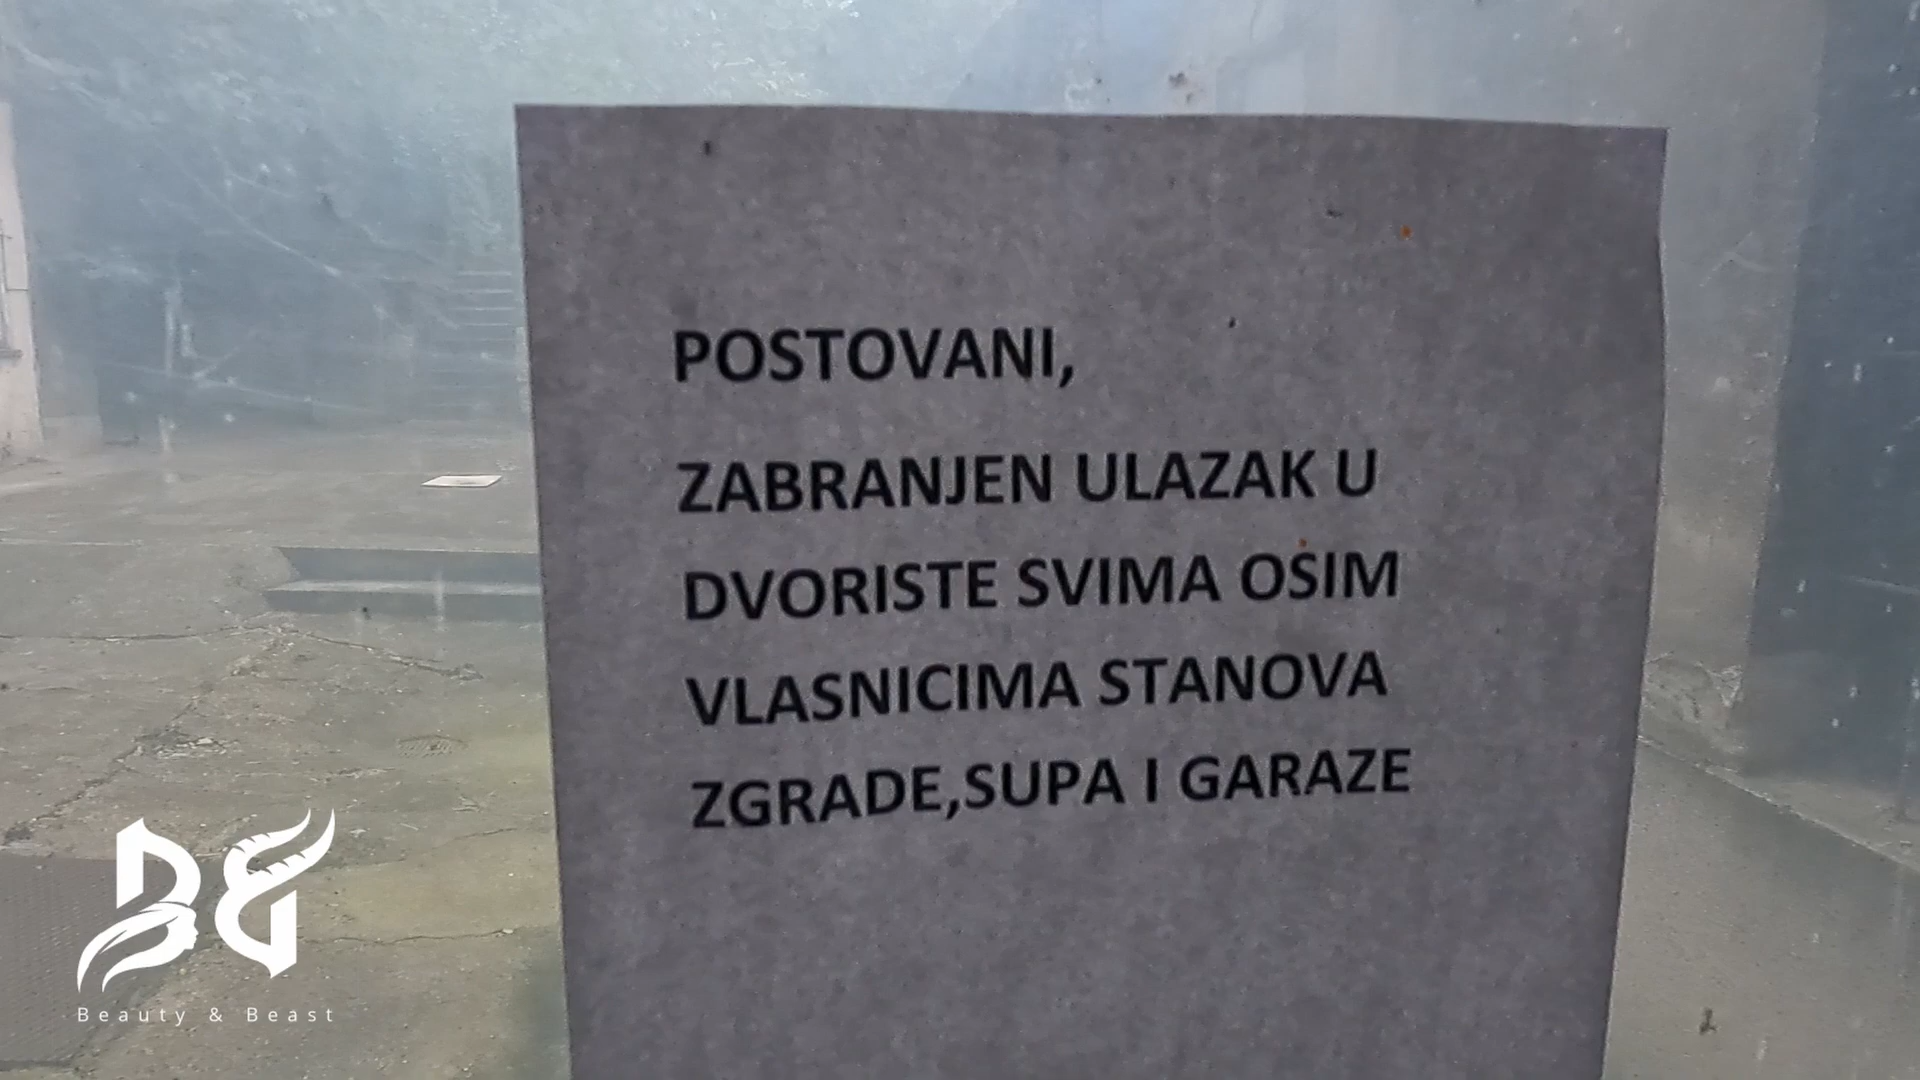 POSTOVANI,
ZABRANJEN ULAZAK U
DVORISTE SVIMA OSIM
VLASNICIMA STANOVA
ZGRADE,SUPA I GARAZE
BB
Beauty & Beast